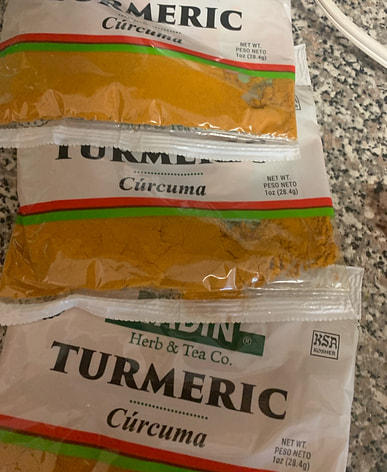 TURMERIC
Cúrcuma
NET WT.
PESO NETO
1oz (28.4g)
TURMERIC
Cúrcuma
NET WT.
PESO NETO
1oz (28.4g)
Herb & Tea Co.
®
KSA
KOSHER
TURMERIC
Cúrcuma
NET WT.
PESO NETO
1oz (28.4g)